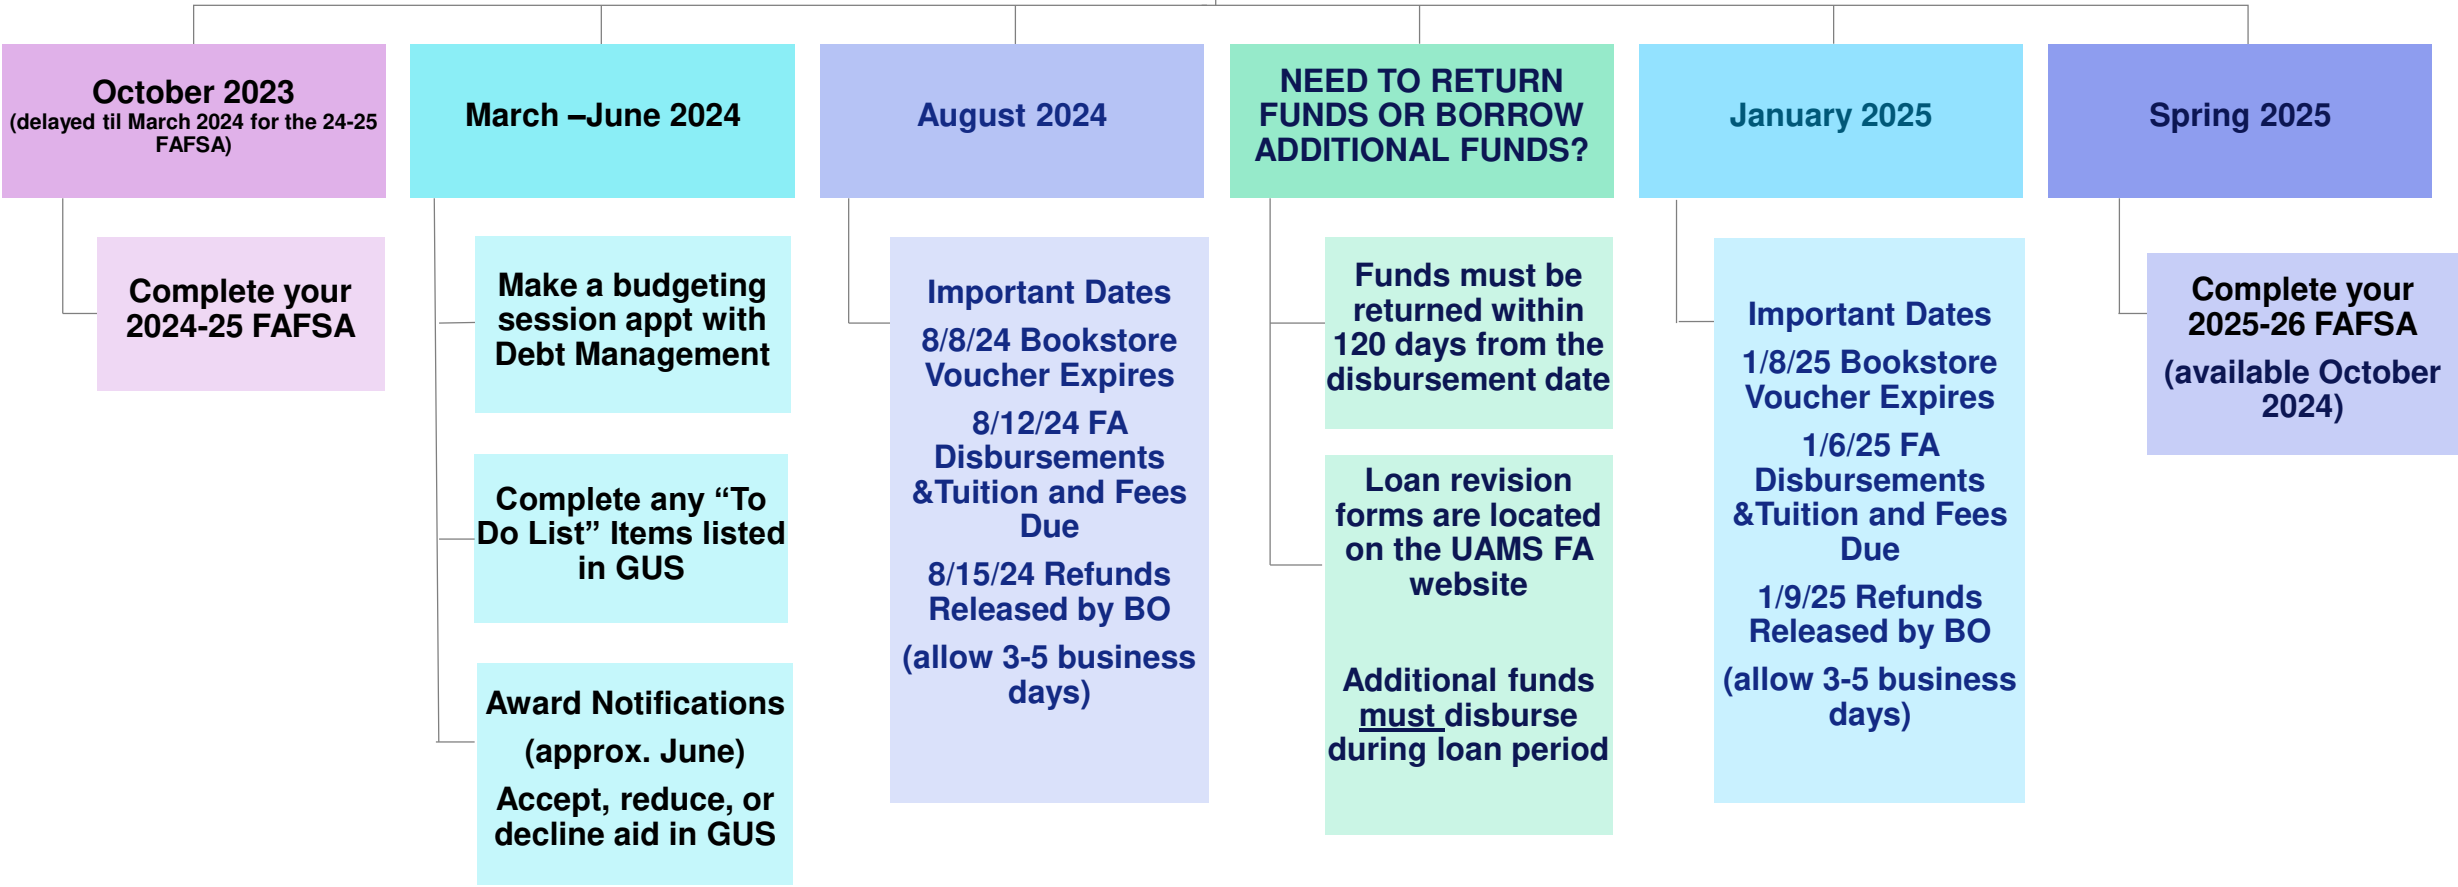 October 2023
(delayed til March 2024 for the 24-25
FAFSA)
Complete your
2024-25 FAFSA
March –June 2024
Make a budgeting
session appt with
Debt Management
Complete any “To
Do List” Items listed
in GUS
Award Notifications
(approx. June)
Accept, reduce, or
decline aid in GUS
August 2024
Important Dates
8/8/24 Bookstore
Voucher Expires
8/12/24 FA
Disbursements
&Tuition and Fees
Due
8/15/24 Refunds
Released by BO
(allow 3-5 business
days)
NEED TO RETURN
FUNDS OR BORROW
ADDITIONAL FUNDS?
Funds must be
returned within
120 days from the
disbursement date
Loan revision
forms are located
on the UAMS FA
website
Additional funds
must disburse
during loan period
January 2025
Important Dates
1/8/25 Bookstore
Voucher Expires
1/6/25 FA
Disbursements
&Tuition and Fees
Due
1/9/25 Refunds
Released by BO
(allow 3-5 business
days)
Spring 2025
Complete your
2025-26 FAFSA
(available October
2024)